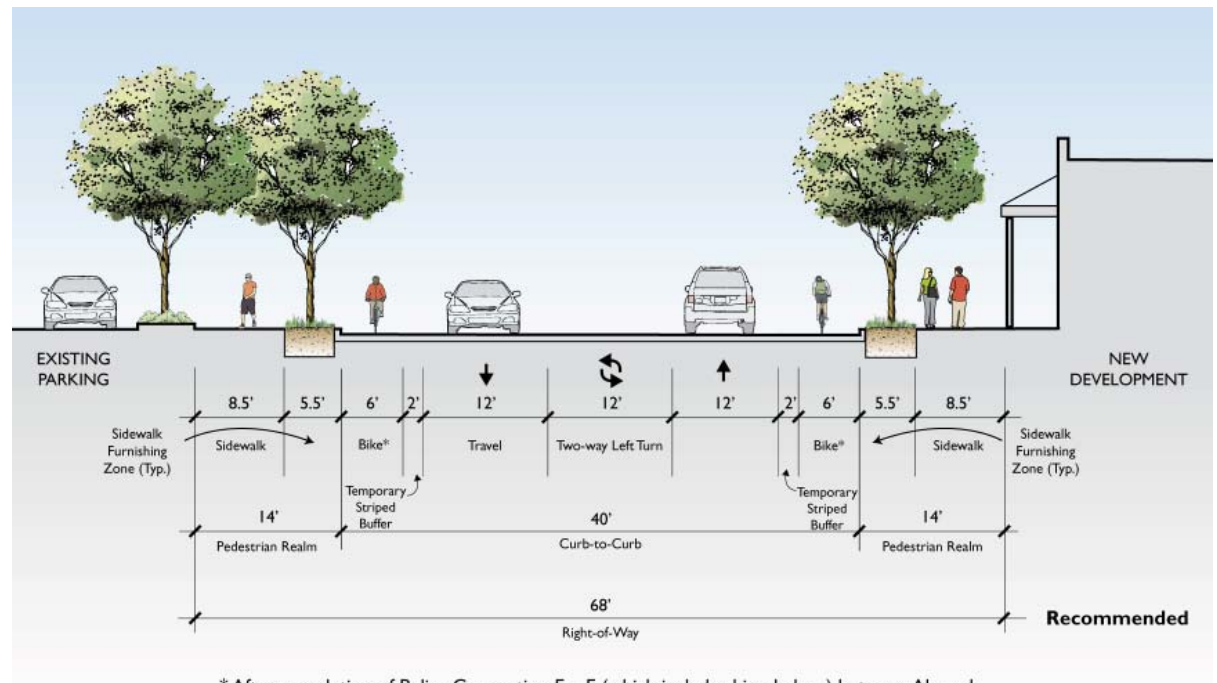 EXISTING
PARKING
NEW
DEVELOPMENT
8.5’ 5.5’ 6’ 2’ 12’ 12’ 12’ 2’ 6’ 5.5’ 8.5’
Sidewalk
Furnishing
Zone (Typ.)
Sidewalk
Bike*
Travel
Two-way Left Turn
Bike*
Sidewalk
Sidewalk
Furnishing
Zone (Typ.)
Temporary
Striped
Buffer
Temporary
Striped
Buffer
14’ 40’ 14’
Pedestrian Realm Curb-to-Curb Pedestrian Realm
68’
Right-of-Way
Recommended